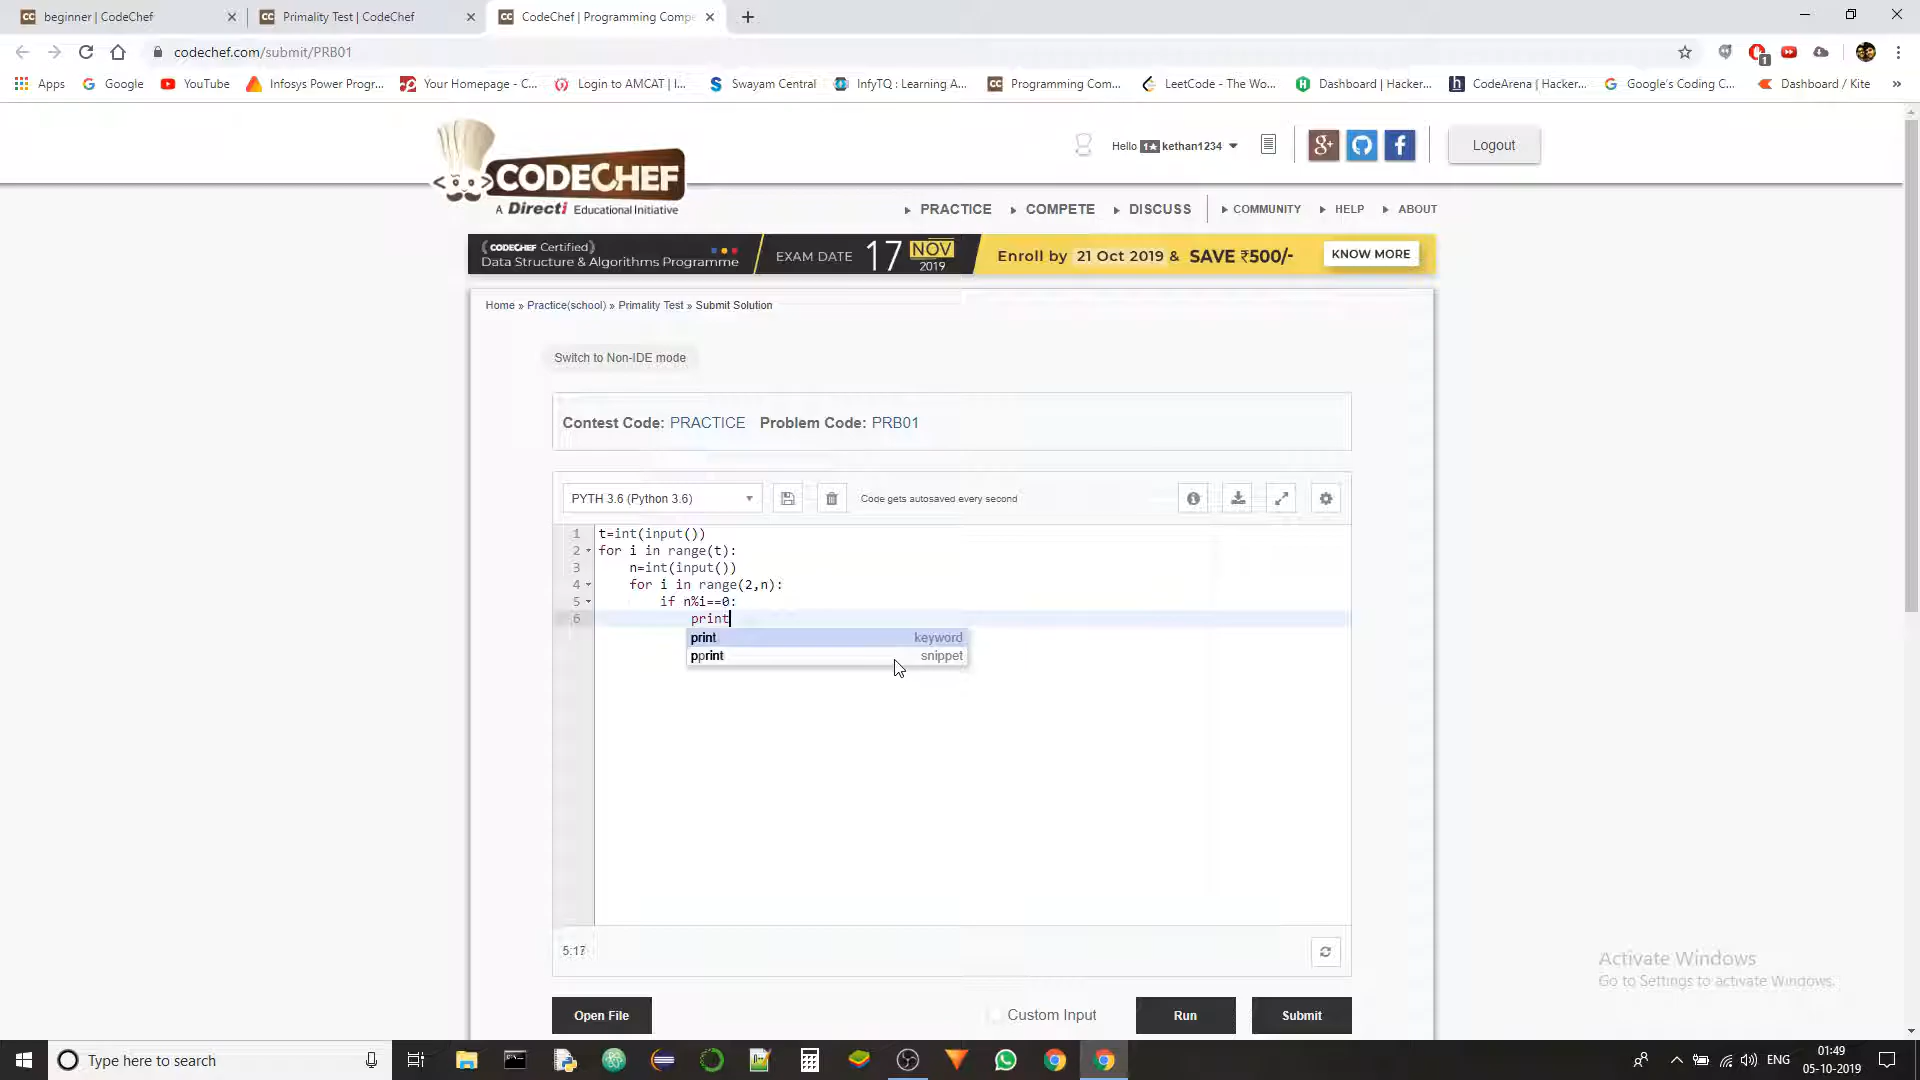 beginner | CodeChef
Primality Test | CodeChef
CodeChef | Programming Compe
codechef.com/submit/PRB01
1
Apps
Google
YouTube
Infosys Power Progr...
Your Homepage - C...
Login to AMCAT | I...
Swayam Central
InfyTQ : Learning A...
Programming Com...
LeetCode - The Wo...
Dashboard | Hacker...
CodeArena | Hacker...
Google's Coding C...
Dashboard / Kite
»
CODECHEF
A Directi Educational Initiative
Hello 1★ kethan1234
Logout
PRACTICE
COMPETE
DISCUSS
COMMUNITY
HELP
ABOUT
CODECHEF Certified
Data Structure & Algorithms Programme
EXAM DATE 17 NOV 2019
Enroll by 21 Oct 2019 & SAVE ₹500/-
KNOW MORE
Home » Practice(school) » Primality Test » Submit Solution
Switch to Non-IDE mode
Contest Code: PRACTICE Problem Code: PRB01
PYTH 3.6 (Python 3.6)
Code gets autosaved every second
1 t=int(input())
2 for i in range(t):
3 n=int(input())
4 for i in range(2,n):
5 if n%i==0:
6 print
print keyword
pprint snippet
5:17
Activate Windows
Go to Settings to activate Windows.
Open File
Custom Input
Run
Submit
Type here to search
ENG
01:49
05-10-2019